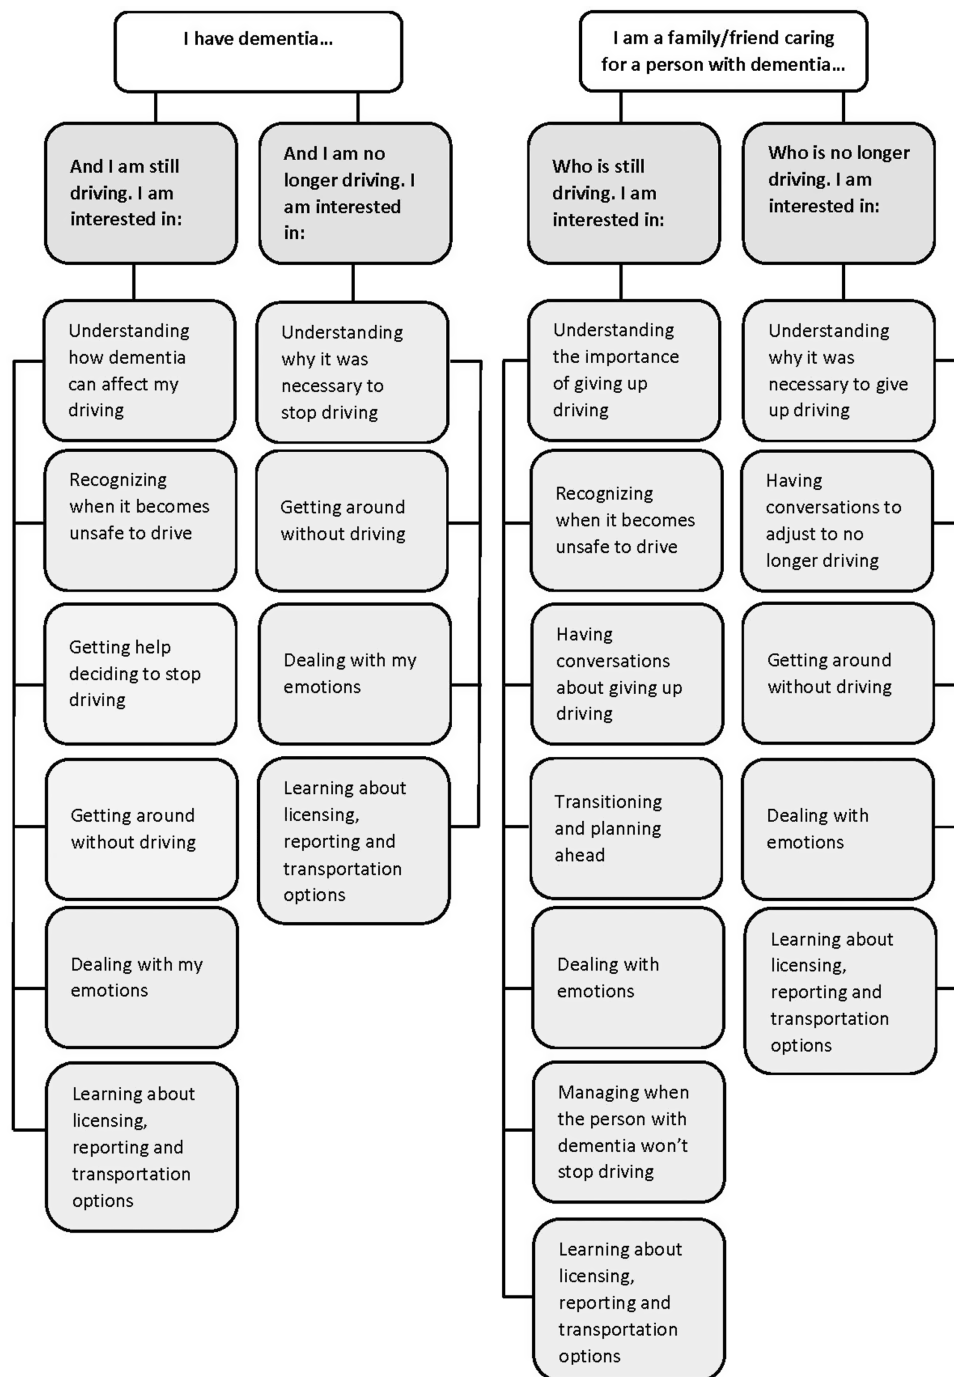 I have dementia...
And I am still
driving. I am
interested in:
Understanding
how dementia
can affect my
driving
Recognizing
when it becomes
unsafe to drive
Getting help
deciding to stop
driving
Getting around
without driving
Dealing with my
emotions
Learning about
licensing,
reporting and
transportation
options
And I am no
longer driving. I
am interested
in:
Understanding
why it was
necessary to
stop driving
Getting around
without driving
Dealing with my
emotions
Learning about
licensing,
reporting and
transportation
options
I am a family/friend caring
for a person with dementia...
Who is still
driving. I am
interested in:
Understanding
the importance
of giving up
driving
Recognizing
when it becomes
unsafe to drive
Having
conversations
about giving up
driving
Transitioning
and planning
ahead
Dealing with
emotions
Managing when
the person with
dementia won’t
stop driving
Learning about
licensing,
reporting and
transportation
options
Who is no longer
driving. I am
interested in:
Understanding
why it was
necessary to give
up driving
Having
conversations to
adjust to no
longer driving
Getting around
without driving
Dealing with
emotions
Learning about
licensing,
reporting and
transportation
options